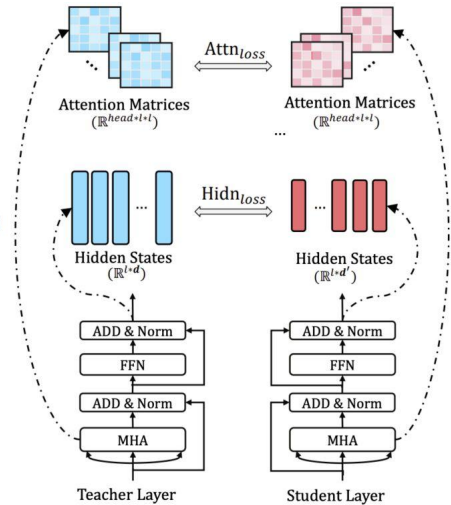 Attn_loss
Attention Matrices
(ℝ^{head*l*l})
Attention Matrices
(ℝ^{head*l*l})
...
Hidn_loss
Hidden States
(ℝ^{l*d})
Hidden States
(ℝ^{l*d'})
ADD & Norm
FFN
ADD & Norm
MHA
Teacher Layer
ADD & Norm
FFN
ADD & Norm
MHA
Student Layer